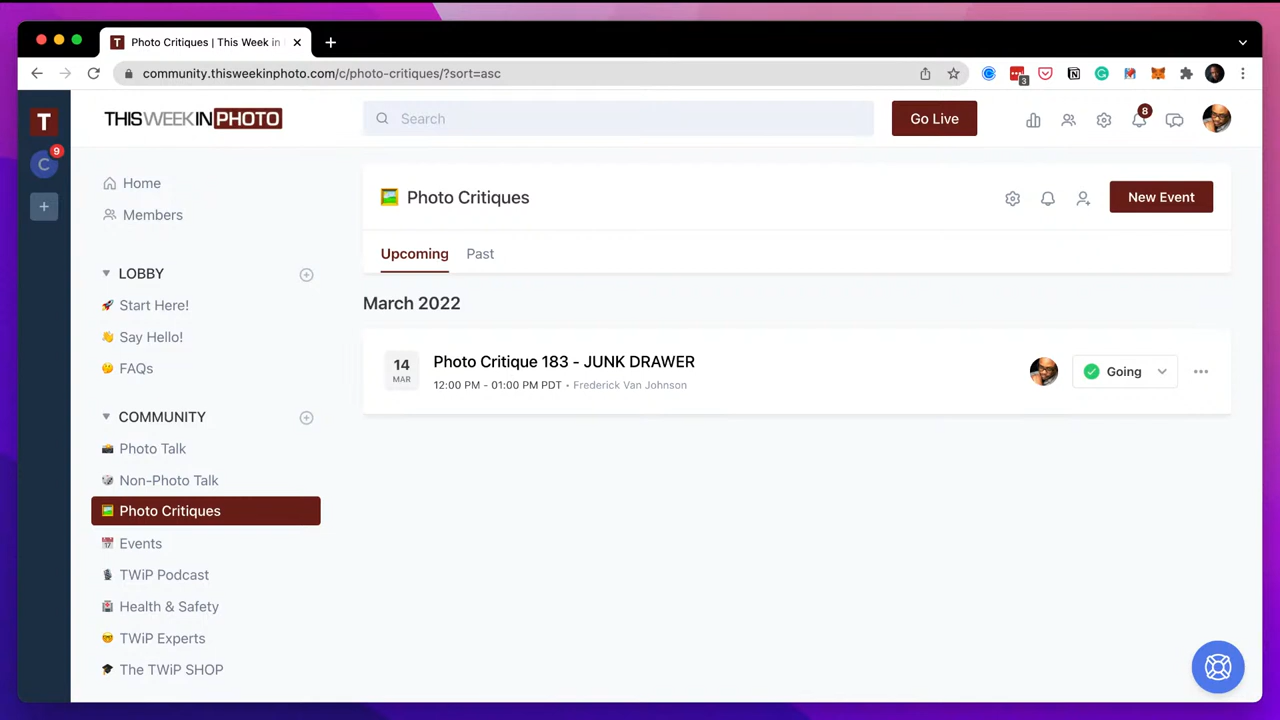 Photo Critiques | This Week in
community.thisweekinphoto.com/c/photo-critiques/?sort=asc
3
T
C
9
THISWEEKINPHOTO
Search
Go Live
8
Home
Members
LOBBY
Start Here!
Say Hello!
FAQs
COMMUNITY
Photo Talk
Non-Photo Talk
Photo Critiques
Events
TWiP Podcast
Health & Safety
TWiP Experts
The TWiP SHOP
Photo Critiques
New Event
Upcoming
Past
March 2022
14
MAR
Photo Critique 183 - JUNK DRAWER
12:00 PM - 01:00 PM PDT • Frederick Van Johnson
Going